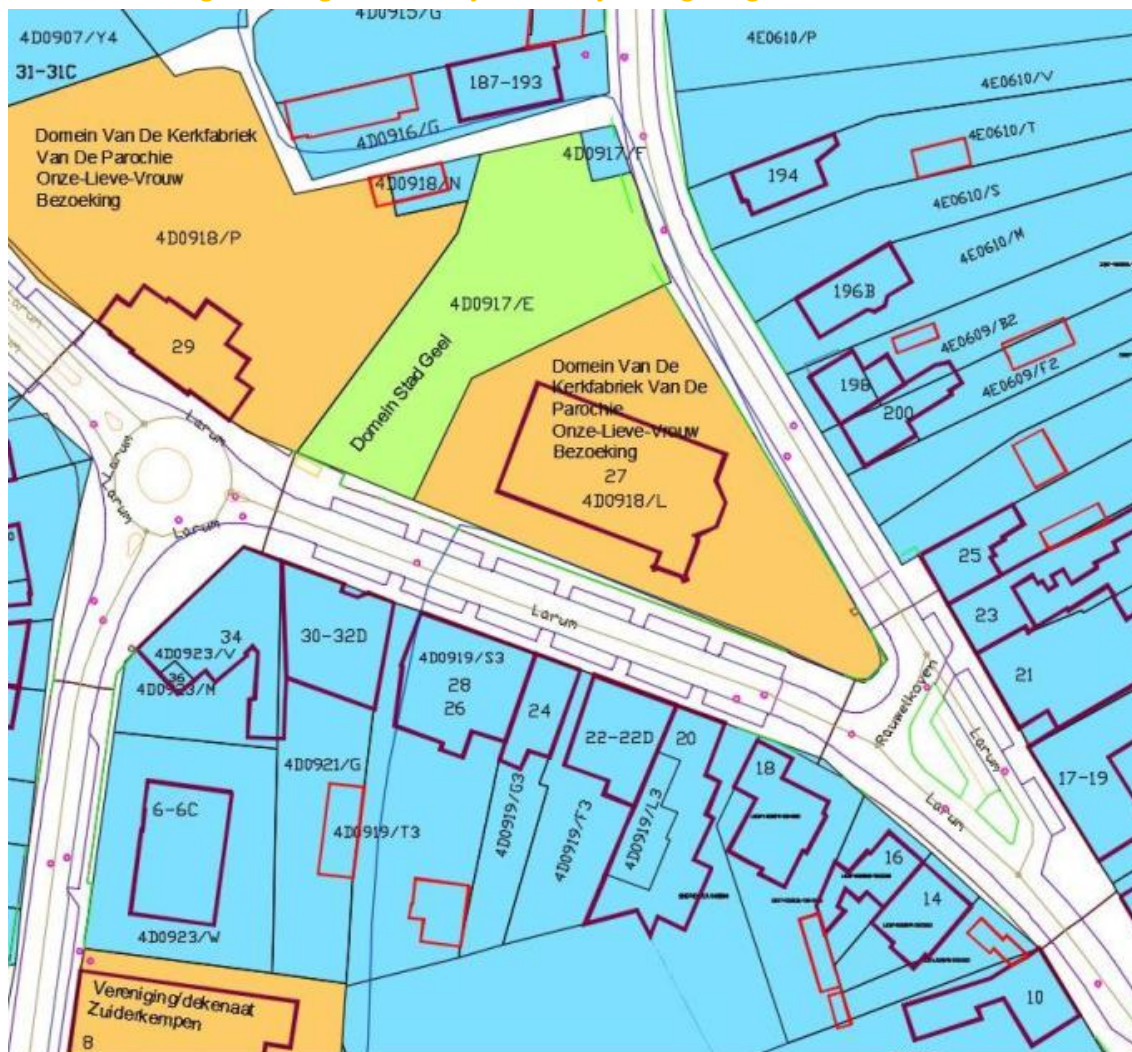 4D0907/Y4
31-31C
4D0915/G
187-193
4D0916/G
4E0610/P
4E0610/V
4E0610/T
4E0610/S
4E0610/M
4E0609/B2
4E0609/F2
Domein Van De Kerkfabriek
Van De Parochie
Onze-Lieve-Vrouw
Bezoeking
4D0918/P
4D0918/N
4D0917/F
194
196B
198
200
29
4D0917/E
Domein Stad Geel
Domein Van De
Kerkfabriek Van De
Parochie
Onze-Lieve-Vrouw
Bezoeking
27
4D0918/L
Larum
Larum
Larum
Larum
Larum
Larum
25
23
21
17-19
Rauwelkoven
Larum
Larum
34
4D0923/V
36
4D0923/M
30-32D
4D0919/S3
28
26
24
22-22D
20
18
16
14
10
4D0921/G
4D0919/T3
4D0919/G3
4D0919/F3
4D0919/L3
6-6C
4D0923/W
Vereniging/dekenaat
Zuiderkempen
8